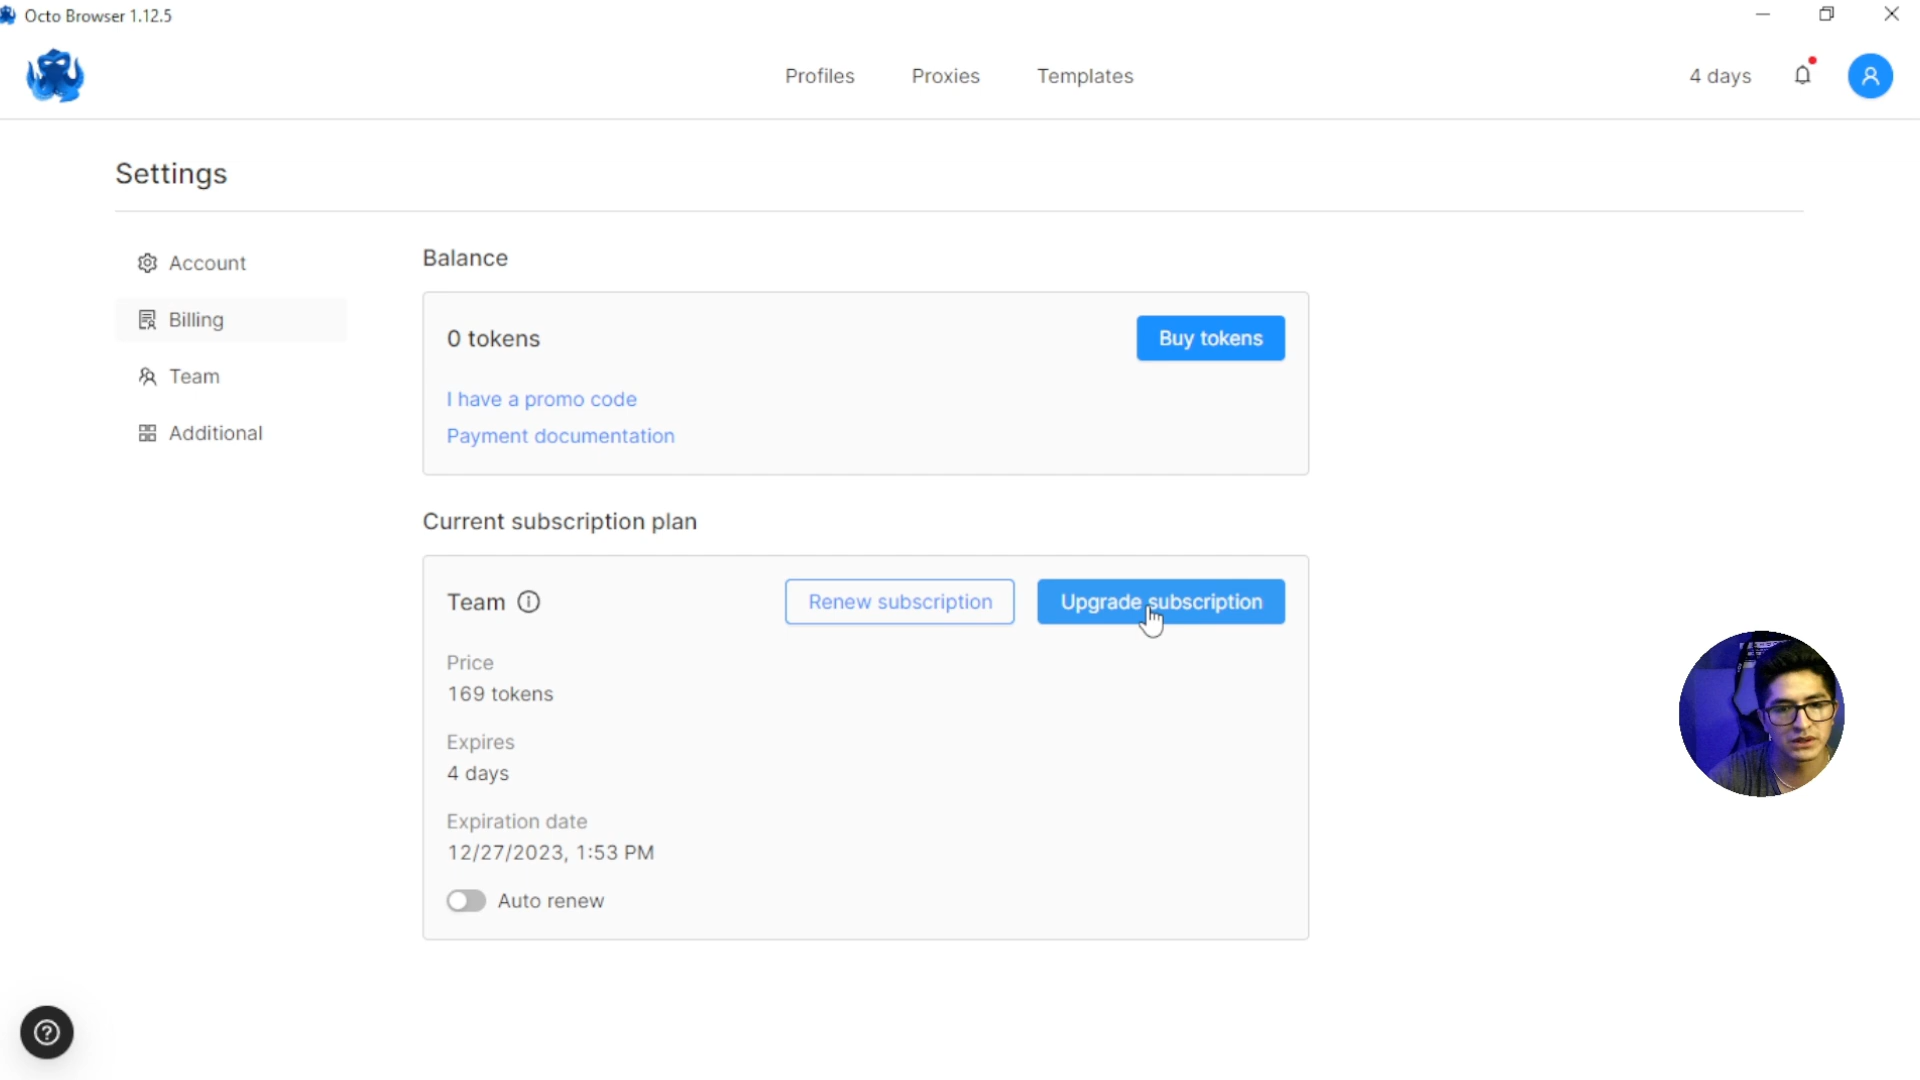 Octo Browser 1.12.5
Profiles Proxies Templates
4 days
Settings
Account
Billing
Team
Additional
Balance
0 tokens
Buy tokens
I have a promo code
Payment documentation
Current subscription plan
Team
Renew subscription
Upgrade subscription
Price
169 tokens
Expires
4 days
Expiration date
12/27/2023, 1:53 PM
Auto renew